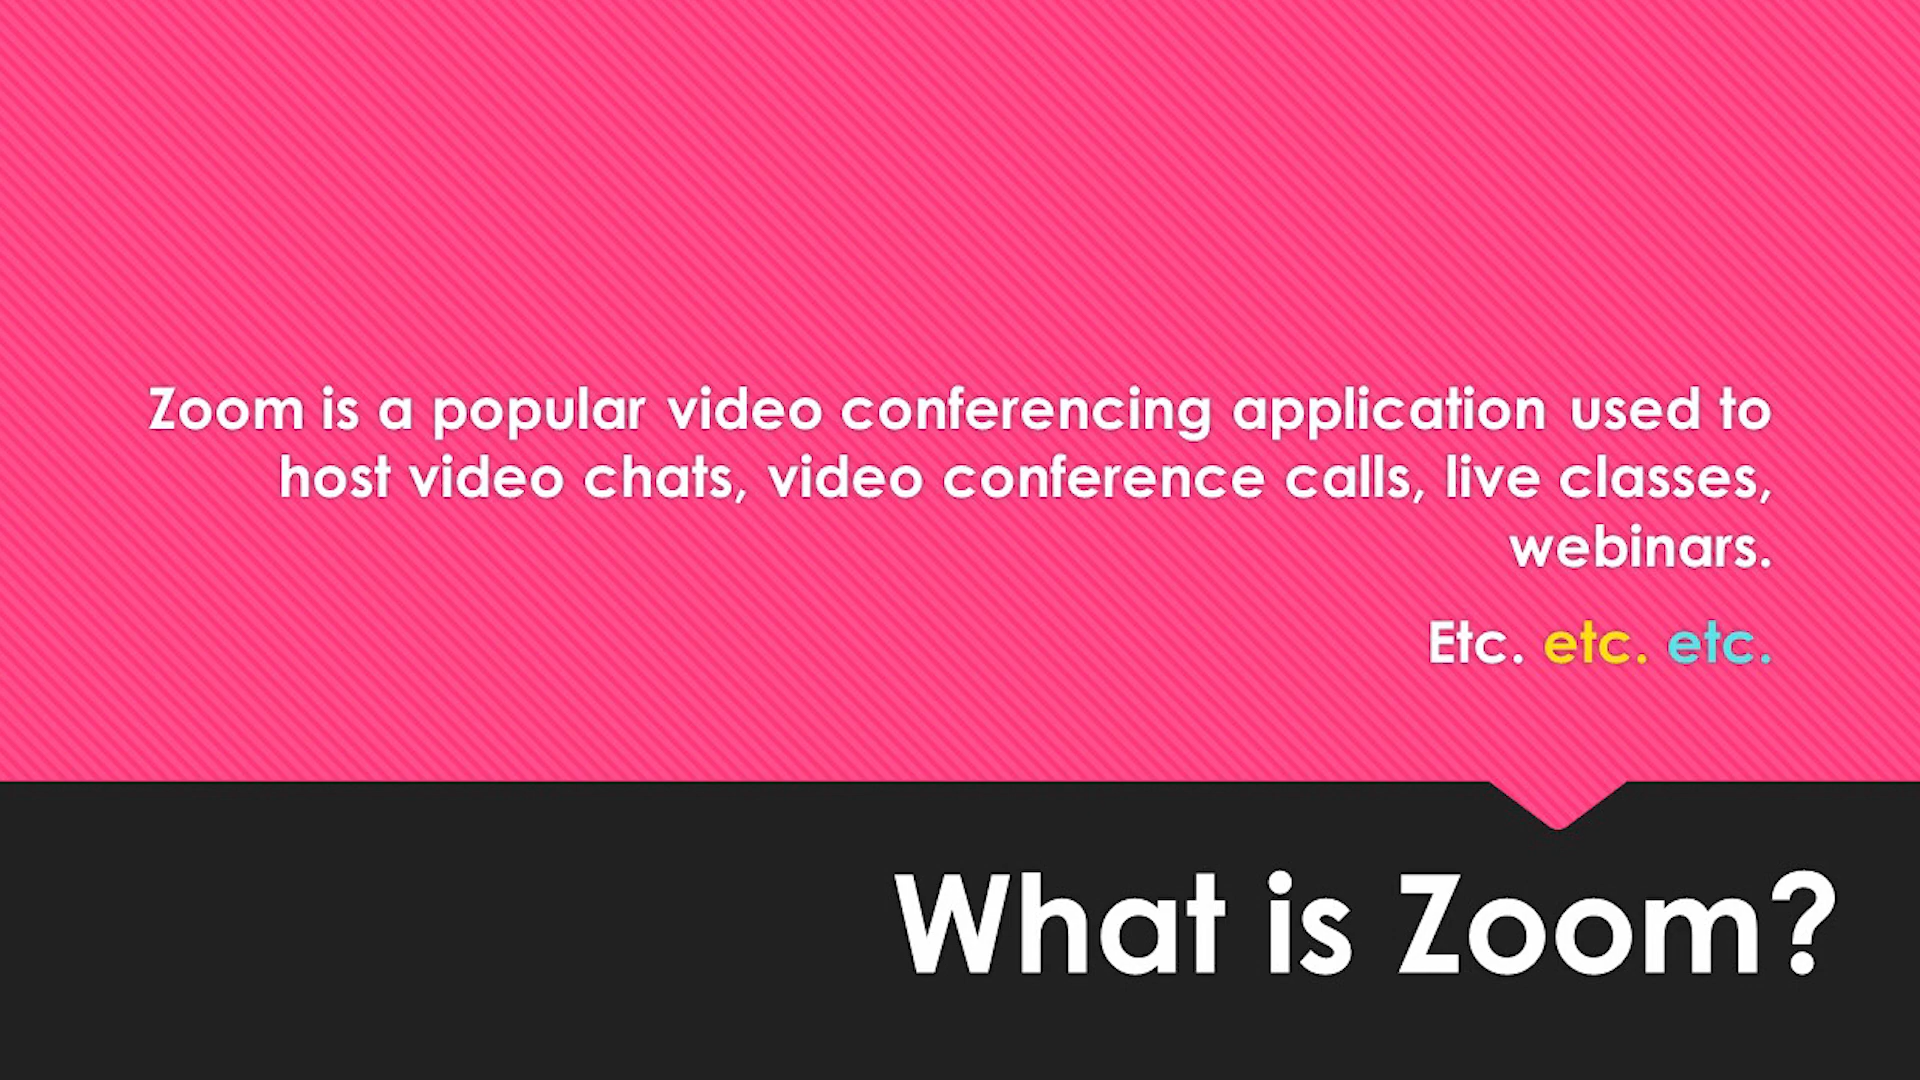 Zoom is a popular video conferencing application used to
host video chats, video conference calls, live classes,
webinars.
Etc. etc. etc.
What is Zoom?